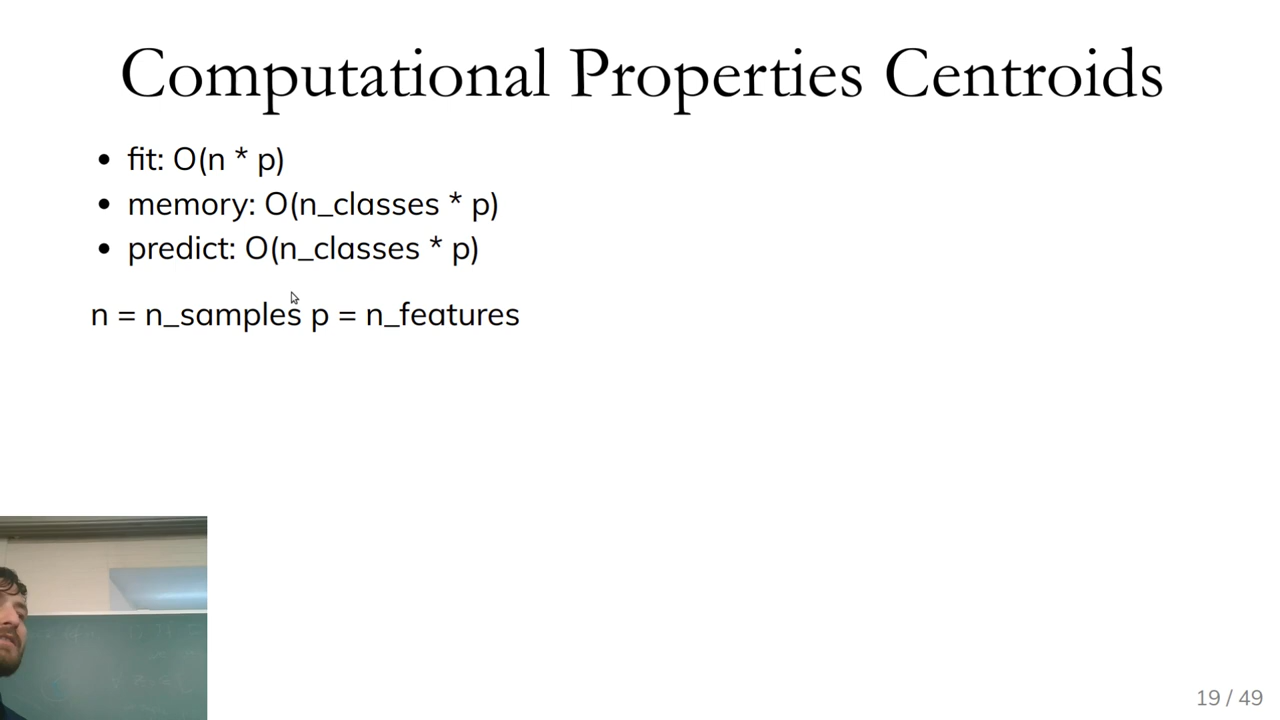 Computational Properties Centroids
• fit: O(n * p)
• memory: O(n_classes * p)
• predict: O(n_classes * p)
n = n_samples p = n_features
19 / 49